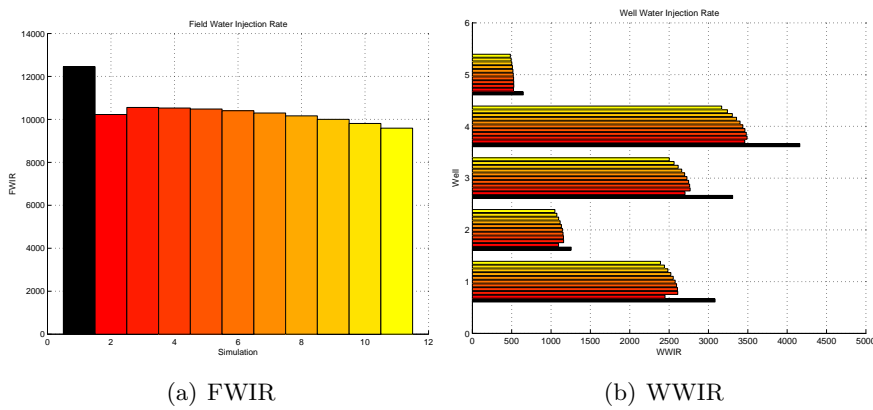 Field Water Injection Rate
14000
12000
10000
8000
6000
4000
2000
0
FWIR
0 2 4 6 8 10 12
Simulation
(a) FWIR
Well Water Injection Rate
6
5
4
3
2
1
0
Well
0 500 1000 1500 2000 2500 3000 3500 4000 4500 5000
WWIR
(b) WWIR